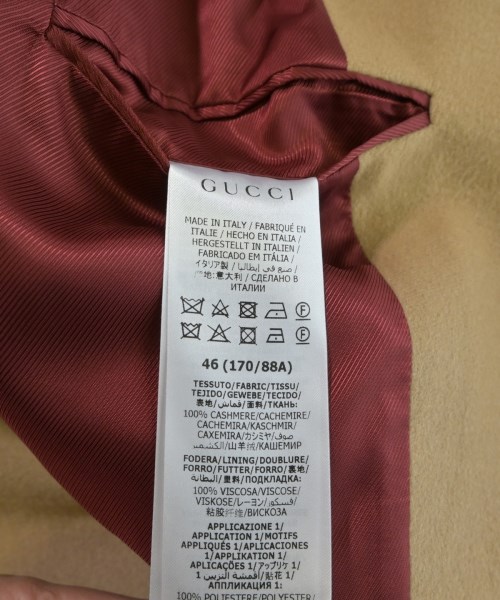 GUCCI
MADE IN ITALY / FABRIQUÉ EN
ITALIE / HECHO EN ITALIA /
HERGESTELLT IN ITALIEN /
FABRICADO EM ITÁLIA /
イタリア製 / صنع في إيطاليا /
地:意大利 / СДЕЛАНО В
ИТАЛИИ
F
F
46 (170/88A)
TESSUTO/FABRIC/TISSU/
TEJIDO/GEWEBE/TECIDO/
裏地/قماش/面料/ТКАНЬ:
100% CASHMERE/CACHEMIRE/
CACHEMIRA/KASCHMIR/
CAXEMIRA/カシミヤ/صوف
الكشمير/山羊绒/КАШЕМИР
FODERA/LINING/DOUBLURE/
FORRO/FUTTER/FORRO/裏地/
البطانة/里料/ПОДКЛАДКА:
100% VISCOSA/VISCOSE/
VISKOSE/レーヨン/فسكوز/
粘胶纤维/ВИСКОЗА
APPLICAZIONE 1/
APPLICATION 1/MOTIFS
APPLIQUÉS 1/APLICACIONES
1/APPLIKATION 1/
APLICAÇÕES 1/アップリケ 1/
أقمشة التزيين 1/贴花 1/
АППЛИКАЦИЯ 1:
100% POLIESTERE/POLYESTER/